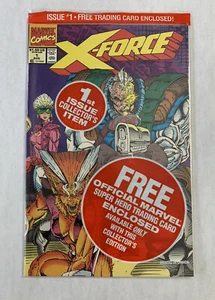 ISSUE #1 • FREE TRADING CARD ENCLOSED!
MARVEL
COMICS
X-FORCE
1
1st
ISSUE
COLLECTOR'S
ITEM
FREE
OFFICIAL MARVEL
SUPER HERO TRADING CARD
ENCLOSED
AVAILABLE ONLY
WITH THIS
COLLECTOR'S
EDITION